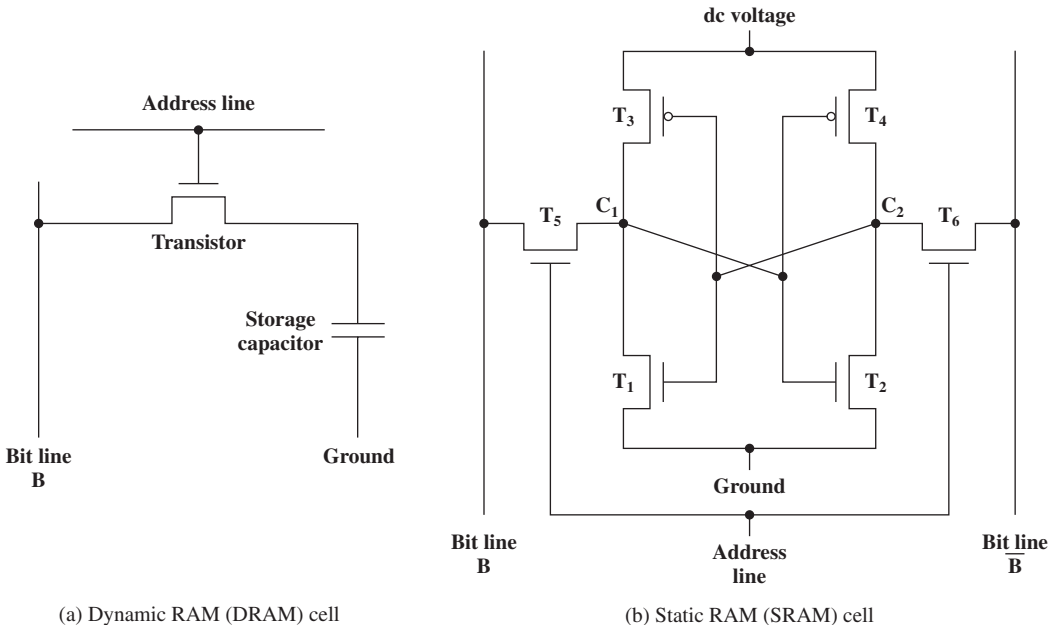 dc voltage
Address line
T₃
T₄
T₅
C₁
C₂
T₆
Transistor
Storage
capacitor
T₁
T₂
Bit line
B
Ground
Ground
Bit line
B
Address
line
Bit line
B̅
(a) Dynamic RAM (DRAM) cell
(b) Static RAM (SRAM) cell